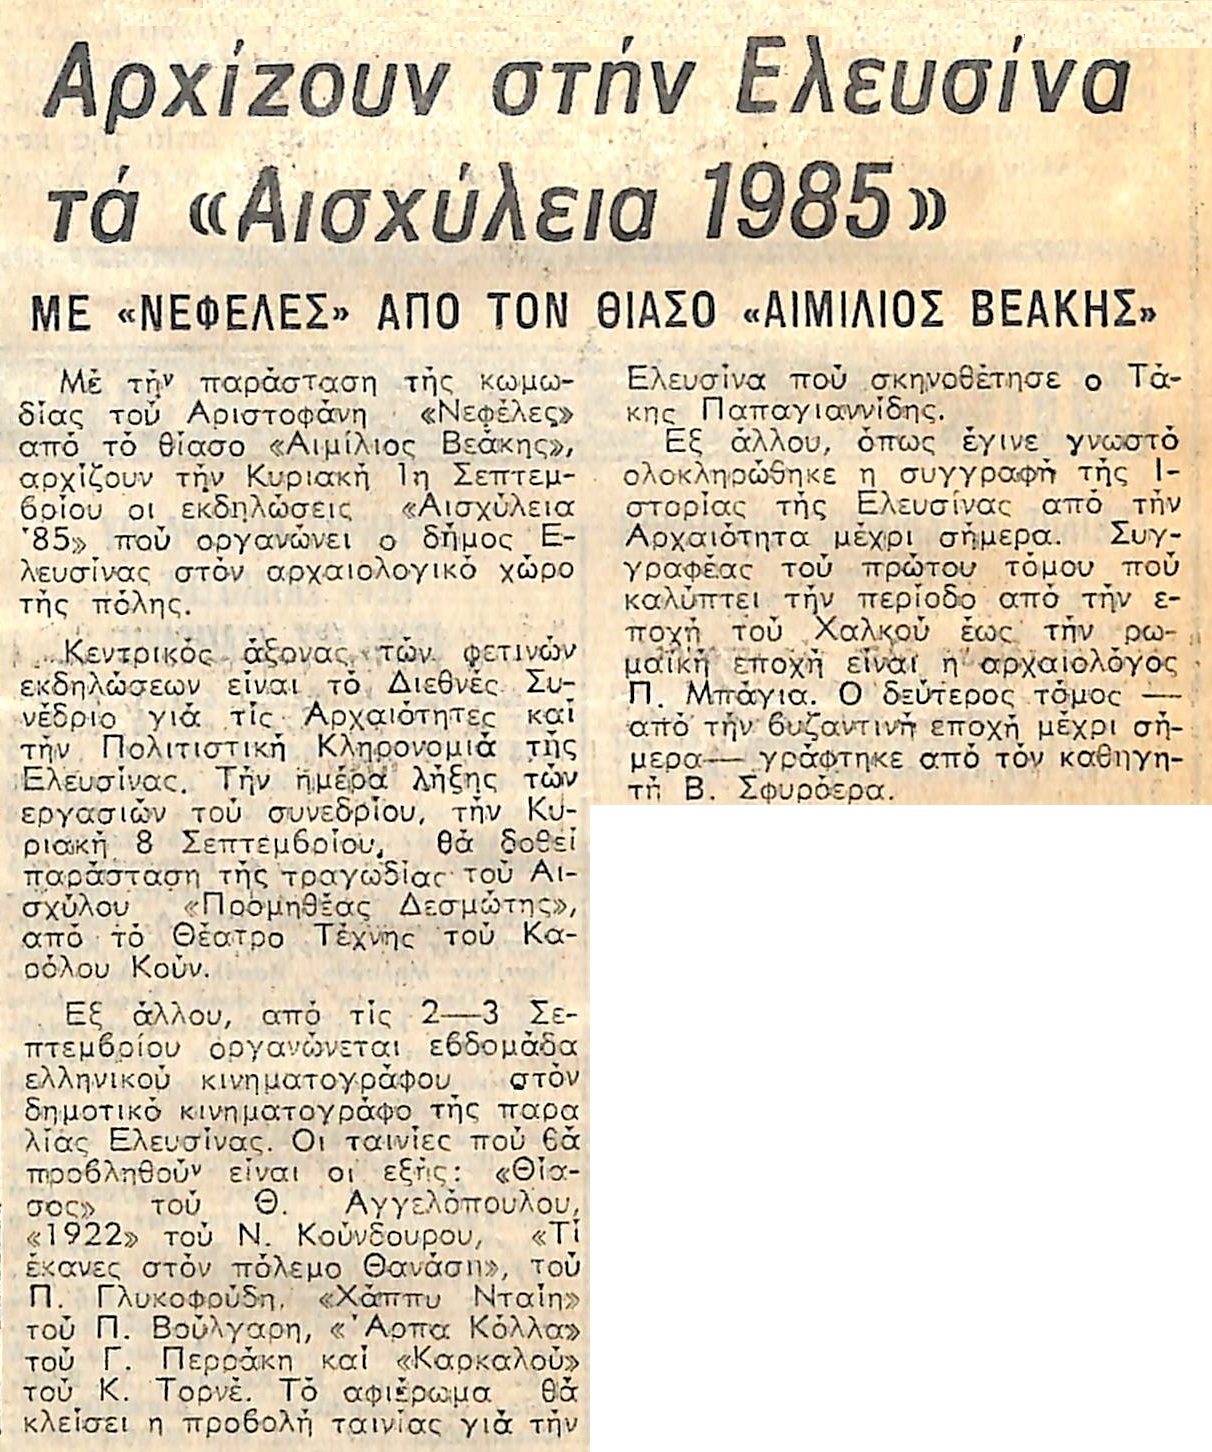 Αρχίζουν στήν Ελευσίνα
τά «Αισχύλεια 1985»
ΜΕ «ΝΕΦΕΛΕΣ» ΑΠΟ ΤΟΝ ΘΙΑΣΟ «ΑΙΜΙΛΙΟΣ ΒΕΑΚΗΣ»
Μέ τήν παράσταση τής κωμω-
δίας τού Αριστοφάνη «Νεφέλες»
από τό θίασο «Αιμίλιος Βεάκης»,
αρχίζουν τήν Κυριακή 1η Σεπτεμ-
βρίου οι εκδηλώσεις «Αισχύλεια
'85» πού οργανώνει ο δήμος Ε-
λευσίνας στόν αρχαιολογικό χώρο
τής πόλης.
Κεντρικός άξονας τών φετινών
εκδηλώσεων είναι τό Διεθνές Συ-
νέδριο γιά τίς Αρχαιότητες καί
τήν Πολιτιστική Κληρονομιά τής
Ελευσίνας. Τήν ημέρα λήξης τών
εργασιών τού συνεδρίου, τήν Κυ-
ριακή 8 Σεπτεμβρίου, θά δοθεί
παράσταση τής τραγωδίας τού Αι-
σχύλου «Προμηθέας Δεσμώτης»,
από τό Θέατρο Τέχνης τού Κα-
ρόλου Κούν.
Εξ άλλου, από τίς 2—3 Σε-
πτεμβρίου οργανώνεται εβδομάδα
ελληνικού κινηματογράφου στόν
δημοτικό κινηματογράφο τής παρα
λίας Ελευσίνας. Οι ταινίες πού θά
προβληθούν είναι οι εξής: «Θία-
σος» τού Θ. Αγγελόπουλου,
«1922» τού Ν. Κούνδουρου, «Τί
έκανες στόν πόλεμο Θανάση», τού
Π. Γλυκοφρύδη, «Χάππυ Νταίη»
τού Π. Βούλγαρη, «'Αρπα Κόλλα»
τού Γ. Περράκη καί «Καρκαλού»
τού Κ. Τορνέ. Τό αφιέρωμα θά
κλείσει η προβολή ταινίας γιά τήν
Ελευσίνα πού σκηνοθέτησε ο Τά-
κης Παπαγιαννίδης.
Εξ άλλου, όπως έγινε γνωστό
ολοκληρώθηκε η συγγραφή τής Ι-
στορίας τής Ελευσίνας από τήν
Αρχαιότητα μέχρι σήμερα. Συγ-
γραφέας τού πρώτου τόμου πού
καλύπτει τήν περίοδο από τήν ε-
ποχή τού Χαλκού έως τήν ρω-
μαϊκή εποχή είναι η αρχαιολόγος
Π. Μπάγια. Ο δεύτερος τόμος —
από τήν βυζαντινή εποχή μέχρι σή-
μερα— γράφτηκε από τόν καθηγη-
τή Β. Σφυρόερα.